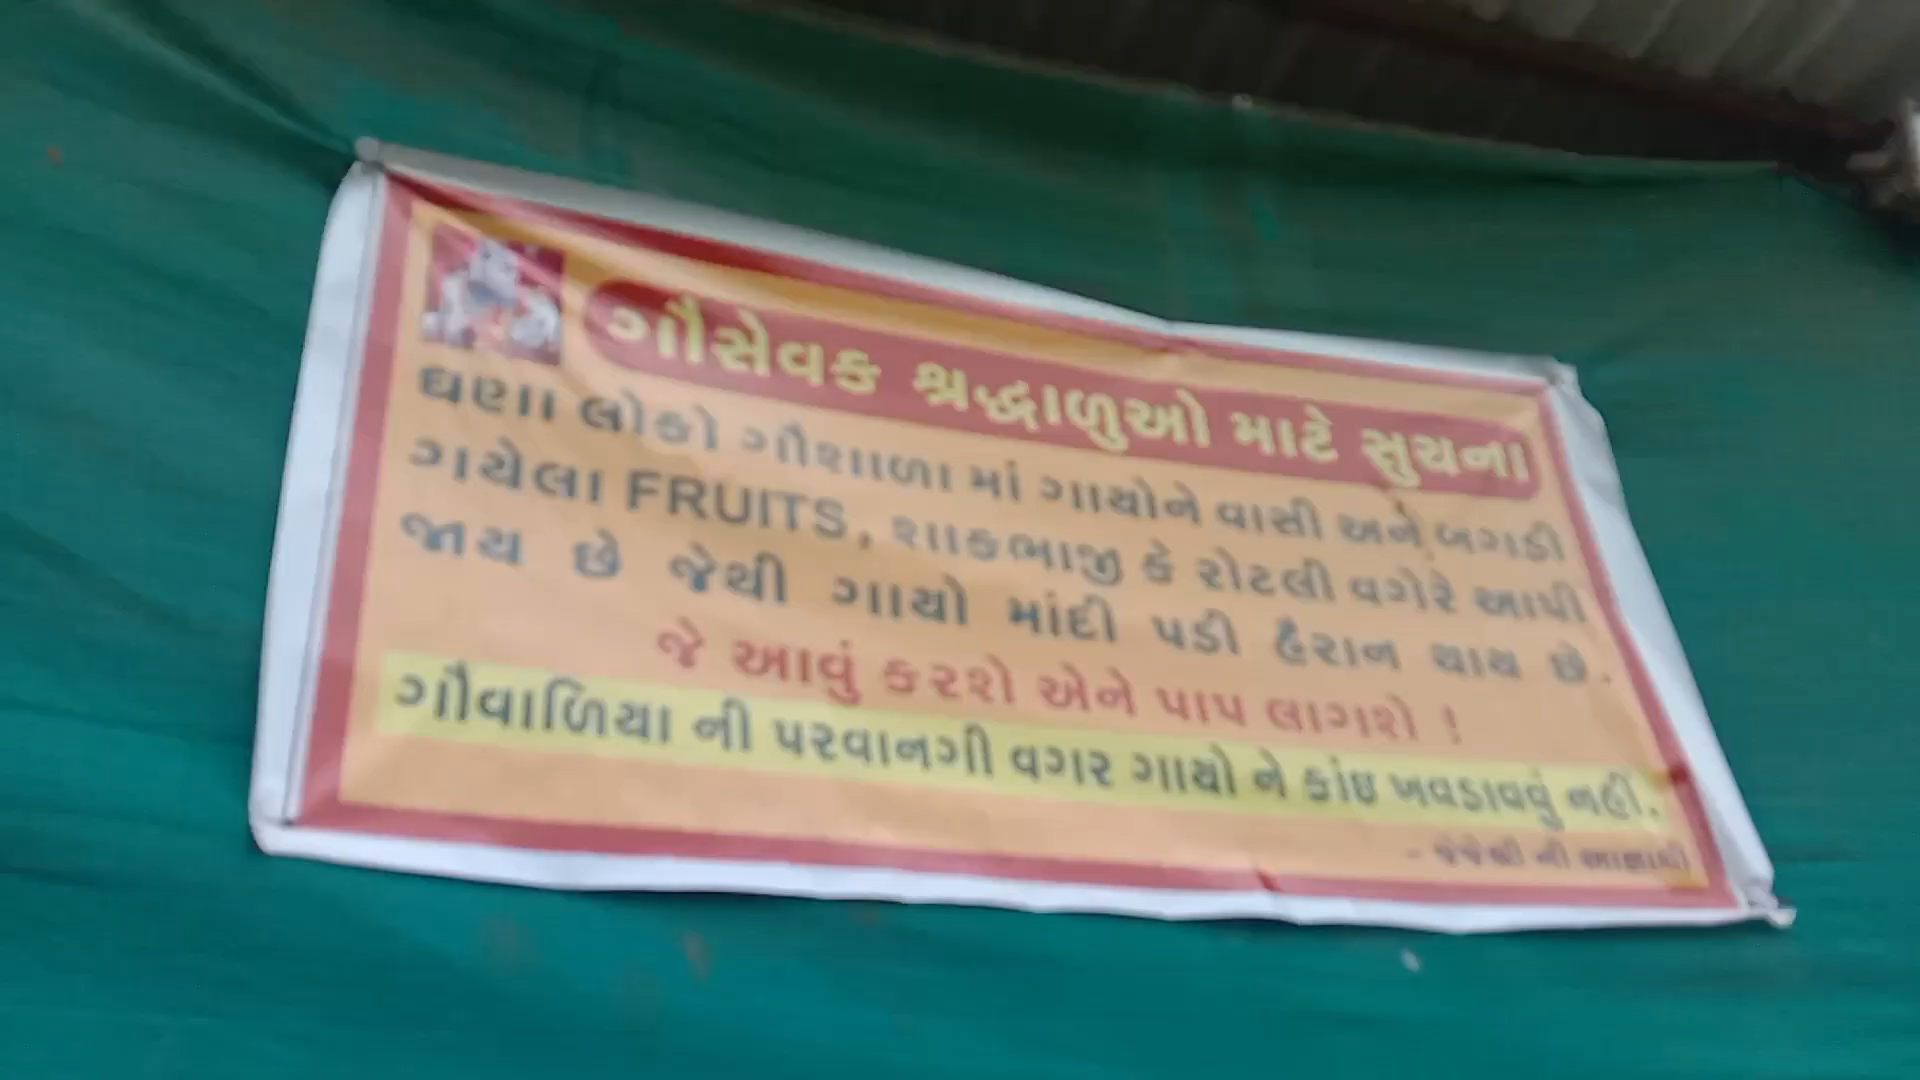 ગૌસેવક શ્રદ્ધાળુઓ માટે સુચના
ઘણા લોકો ગૌશાળા માં ગાયોને વાસી અને બગડી
ગયેલા FRUITS, શાકભાજી કે રોટલી વગેરે આપી
જાય છે જેથી ગાયો માંદી પડી હૈરાન થાય છે.
જે આવું કરશે એને પાપ લાગશે !
ગૌવાળિયા ની પરવાનગી વગર ગાયો ને કાંઇ ખવડાવવું નહીં.
- જેજેશ્રી ની આજ્ઞાથી